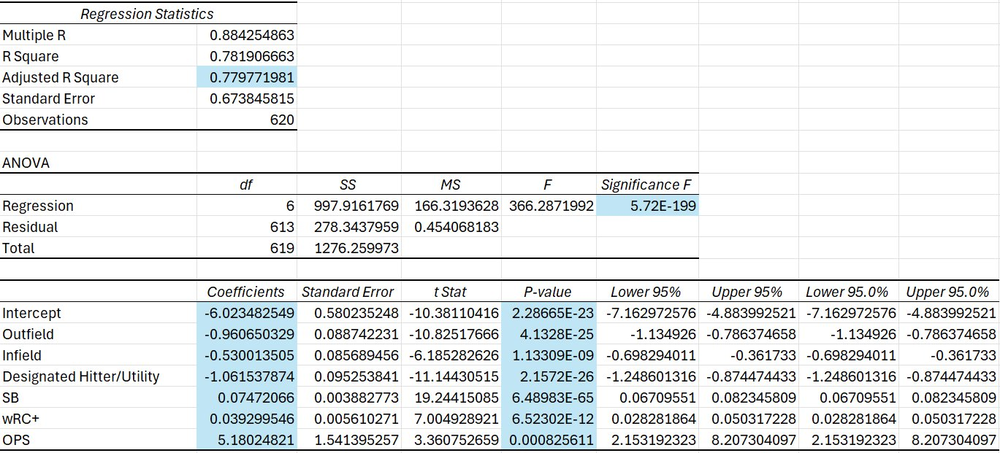 Regression Statistics
Multiple R 0.884254863
R Square 0.781906663
Adjusted R Square 0.779771981
Standard Error 0.673845815
Observations 620
ANOVA
df SS MS F Significance F
Regression 6 997.9161769 166.3193628 366.2871992 5.72E-199
Residual 613 278.3437959 0.454068183
Total 619 1276.259973
Coefficients Standard Error t Stat P-value Lower 95% Upper 95% Lower 95.0% Upper 95.0%
Intercept -6.023482549 0.580235248 -10.38110416 2.28665E-23 -7.162972576 -4.883992521 -7.162972576 -4.883992521
Outfield -0.960650329 0.088742231 -10.82517666 4.1328E-25 -1.134926 -0.786374658 -1.134926 -0.786374658
Infield -0.530013505 0.085689456 -6.185282626 1.13309E-09 -0.698294011 -0.361733 -0.698294011 -0.361733
Designated Hitter/Utility -1.061537874 0.095253841 -11.14430515 2.1572E-26 -1.248601316 -0.874474433 -1.248601316 -0.874474433
SB 0.07472066 0.003882773 19.24415085 6.48983E-65 0.06709551 0.082345809 0.06709551 0.082345809
wRC+ 0.039299546 0.005610271 7.004928921 6.52302E-12 0.028281864 0.050317228 0.028281864 0.050317228
OPS 5.18024821 1.541395257 3.360752659 0.000825611 2.153192323 8.207304097 2.153192323 8.207304097